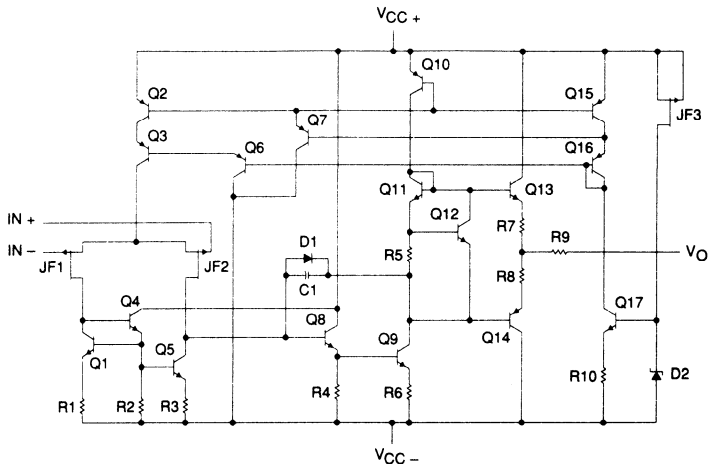 VCC +
Q10
Q2
Q15
JF3
Q7
Q3
Q6
Q16
Q11
Q13
Q12
IN +
R7
D1
R9
IN –
VO
R5
JF1
JF2
C1
R8
Q4
Q17
Q8
Q9
Q14
Q5
Q1
D2
R10
R1
R2
R3
R4
R6
VCC –